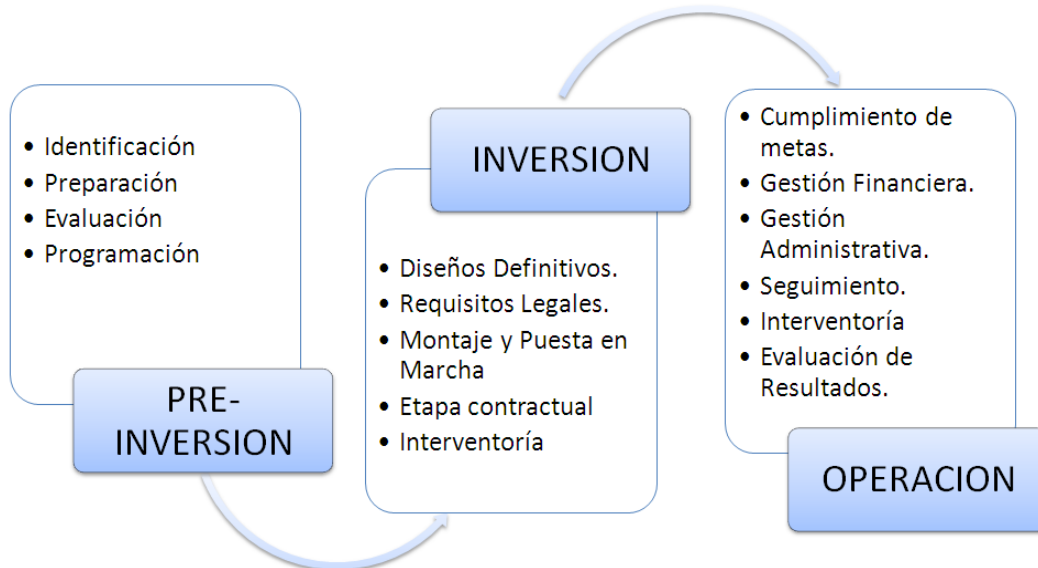 • Identificación
• Preparación
• Evaluación
• Programación
PRE-
INVERSION
INVERSION
• Diseños Definitivos.
• Requisitos Legales.
• Montaje y Puesta en
Marcha
• Etapa contractual
• Interventoría
• Cumplimiento de
metas.
• Gestión Financiera.
• Gestión
Administrativa.
• Seguimiento.
• Interventoría
• Evaluación de
Resultados.
OPERACION